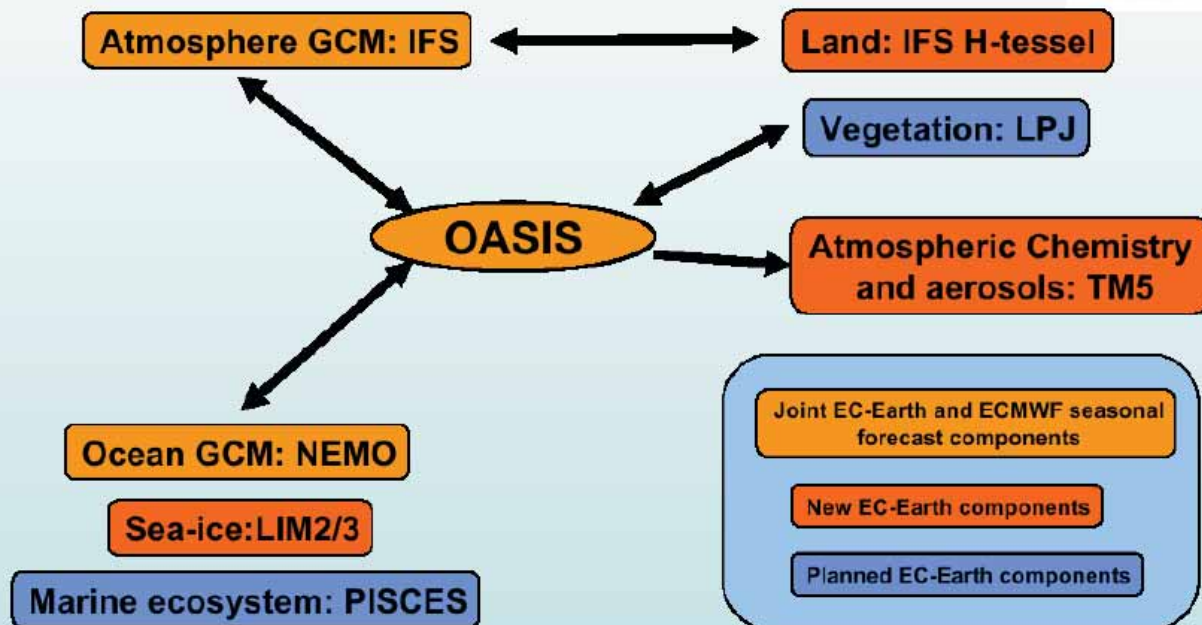 Atmosphere GCM: IFS
Land: IFS H-tessel
Vegetation: LPJ
OASIS
Atmospheric Chemistry
and aerosols: TM5
Ocean GCM: NEMO
Sea-ice:LIM2/3
Marine ecosystem: PISCES
Joint EC-Earth and ECMWF seasonal
forecast components
New EC-Earth components
Planned EC-Earth components